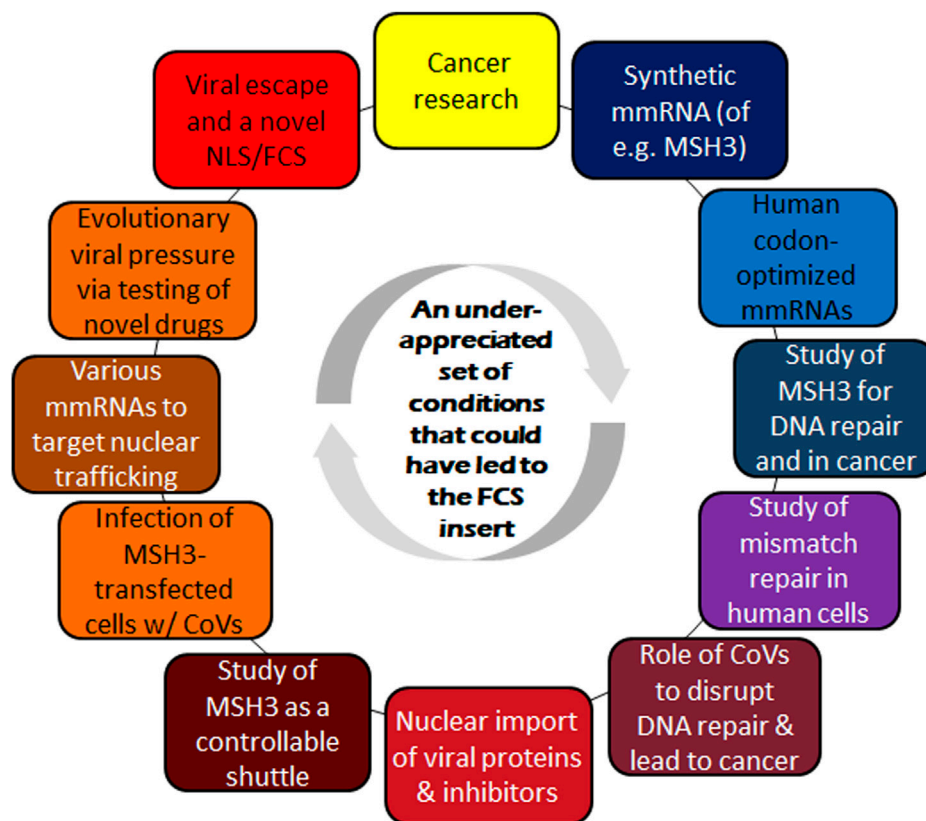 Cancer
research
Synthetic
mmRNA (of
e.g. MSH3)
Human
codon-
optimized
mmRNAs
Study of
MSH3 for
DNA repair
and in cancer
Study of
mismatch
repair in
human cells
Role of CoVs
to disrupt
DNA repair &
lead to cancer
Nuclear import
of viral proteins
& inhibitors
Study of
MSH3 as a
controllable
shuttle
Infection of
MSH3-
transfected
cells w/ CoVs
Various
mmRNAs to
target nuclear
trafficking
Evolutionary
viral pressure
via testing of
novel drugs
Viral escape
and a novel
NLS/FCS
An under-
appreciated
set of
conditions
that could
have led to
the FCS
insert